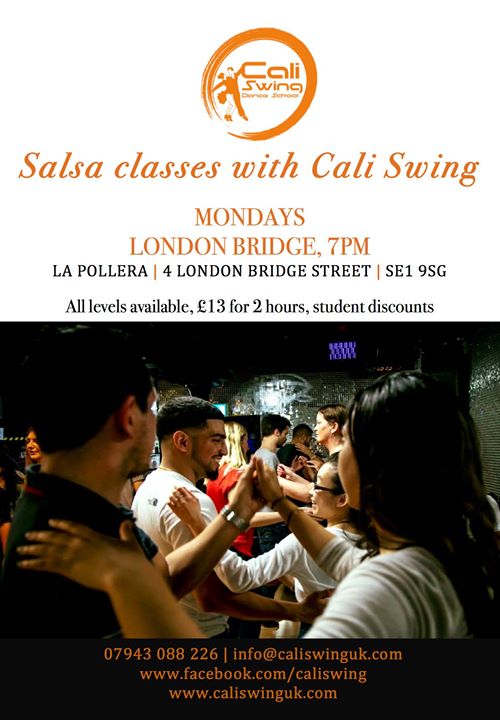 Cali
Swing
Dance School
Salsa classes with Cali Swing
MONDAYS
LONDON BRIDGE, 7PM
LA POLLERA | 4 LONDON BRIDGE STREET | SE1 9SG
All levels available, £13 for 2 hours, student discounts
07943 088 226 | info@caliswinguk.com
www.facebook.com/caliswing
www.caliswinguk.com